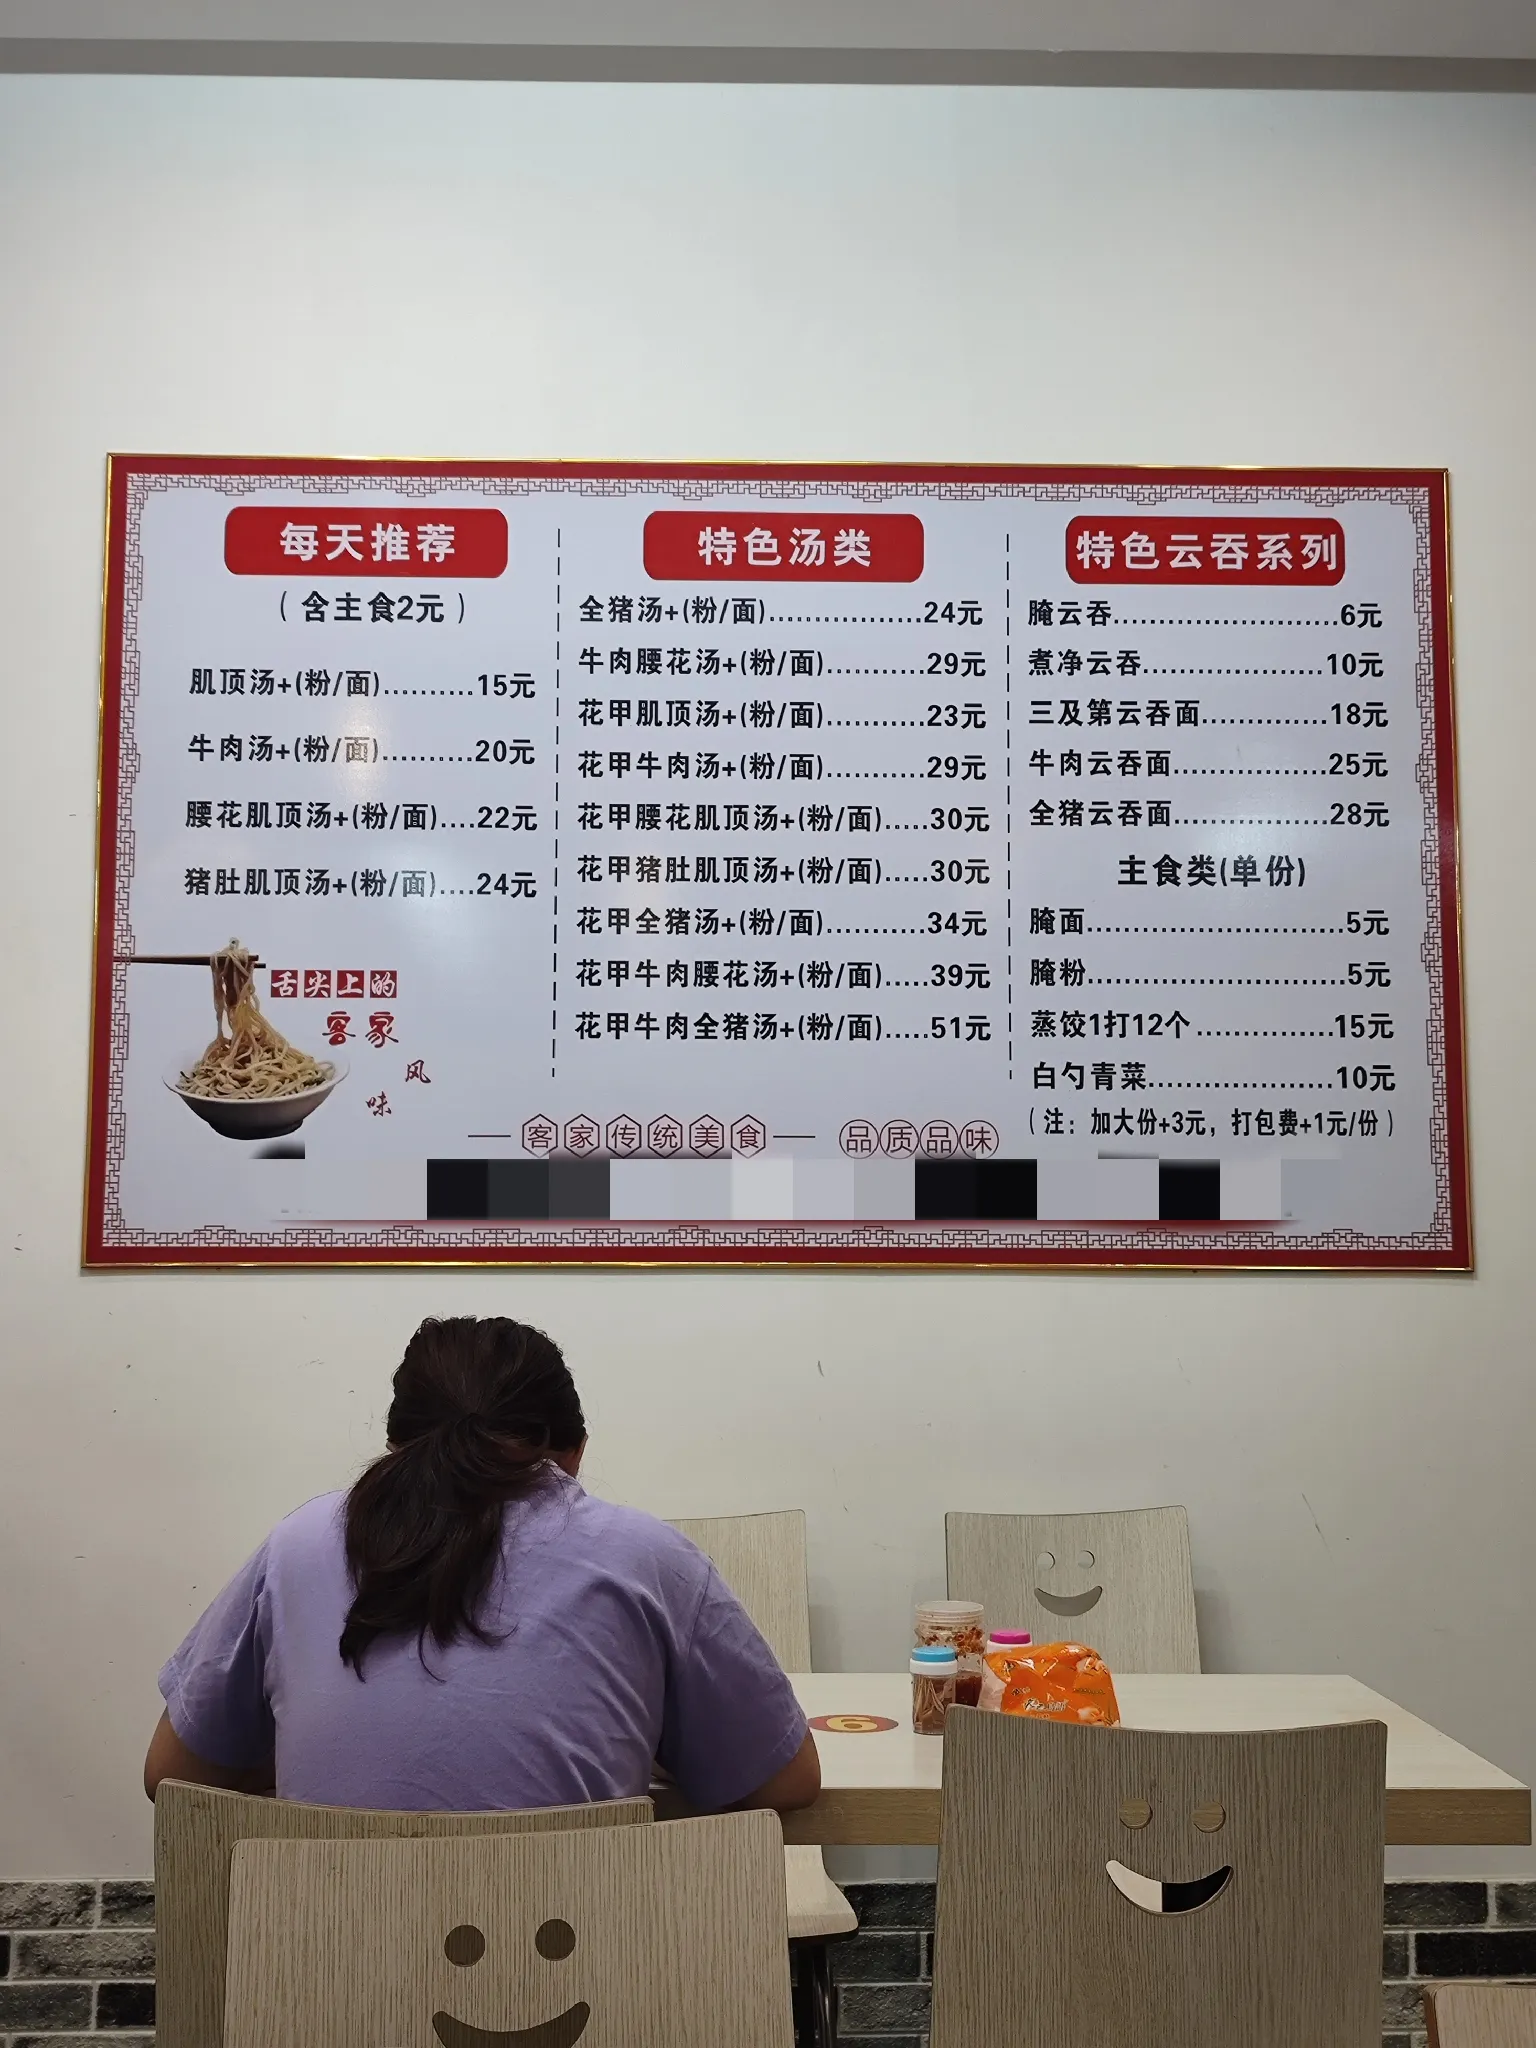 每天推荐
（含主食2元）
肌顶汤+(粉/面)..........15元
牛肉汤+(粉/面)..........20元
腰花肌顶汤+(粉/面)....22元
猪肚肌顶汤+(粉/面)....24元
舌尖上的
客家
风
味
特色汤类
全猪汤+(粉/面).................24元
牛肉腰花汤+(粉/面)...........29元
花甲肌顶汤+(粉/面)...........23元
花甲牛肉汤+(粉/面)...........29元
花甲腰花肌顶汤+(粉/面).....30元
花甲猪肚肌顶汤+(粉/面).....30元
花甲全猪汤+(粉/面)...........34元
花甲牛肉腰花汤+(粉/面).....39元
花甲牛肉全猪汤+(粉/面).....51元
特色云吞系列
腌云吞.........................6元
煮净云吞....................10元
三及第云吞面..............18元
牛肉云吞面.................25元
全猪云吞面.................28元
主食类(单份)
腌面.............................5元
腌粉.............................5元
蒸饺1打12个...............15元
白勺青菜.....................10元
（注：加大份+3元，打包费+1元/份）
客家传统美食 品质品味
6